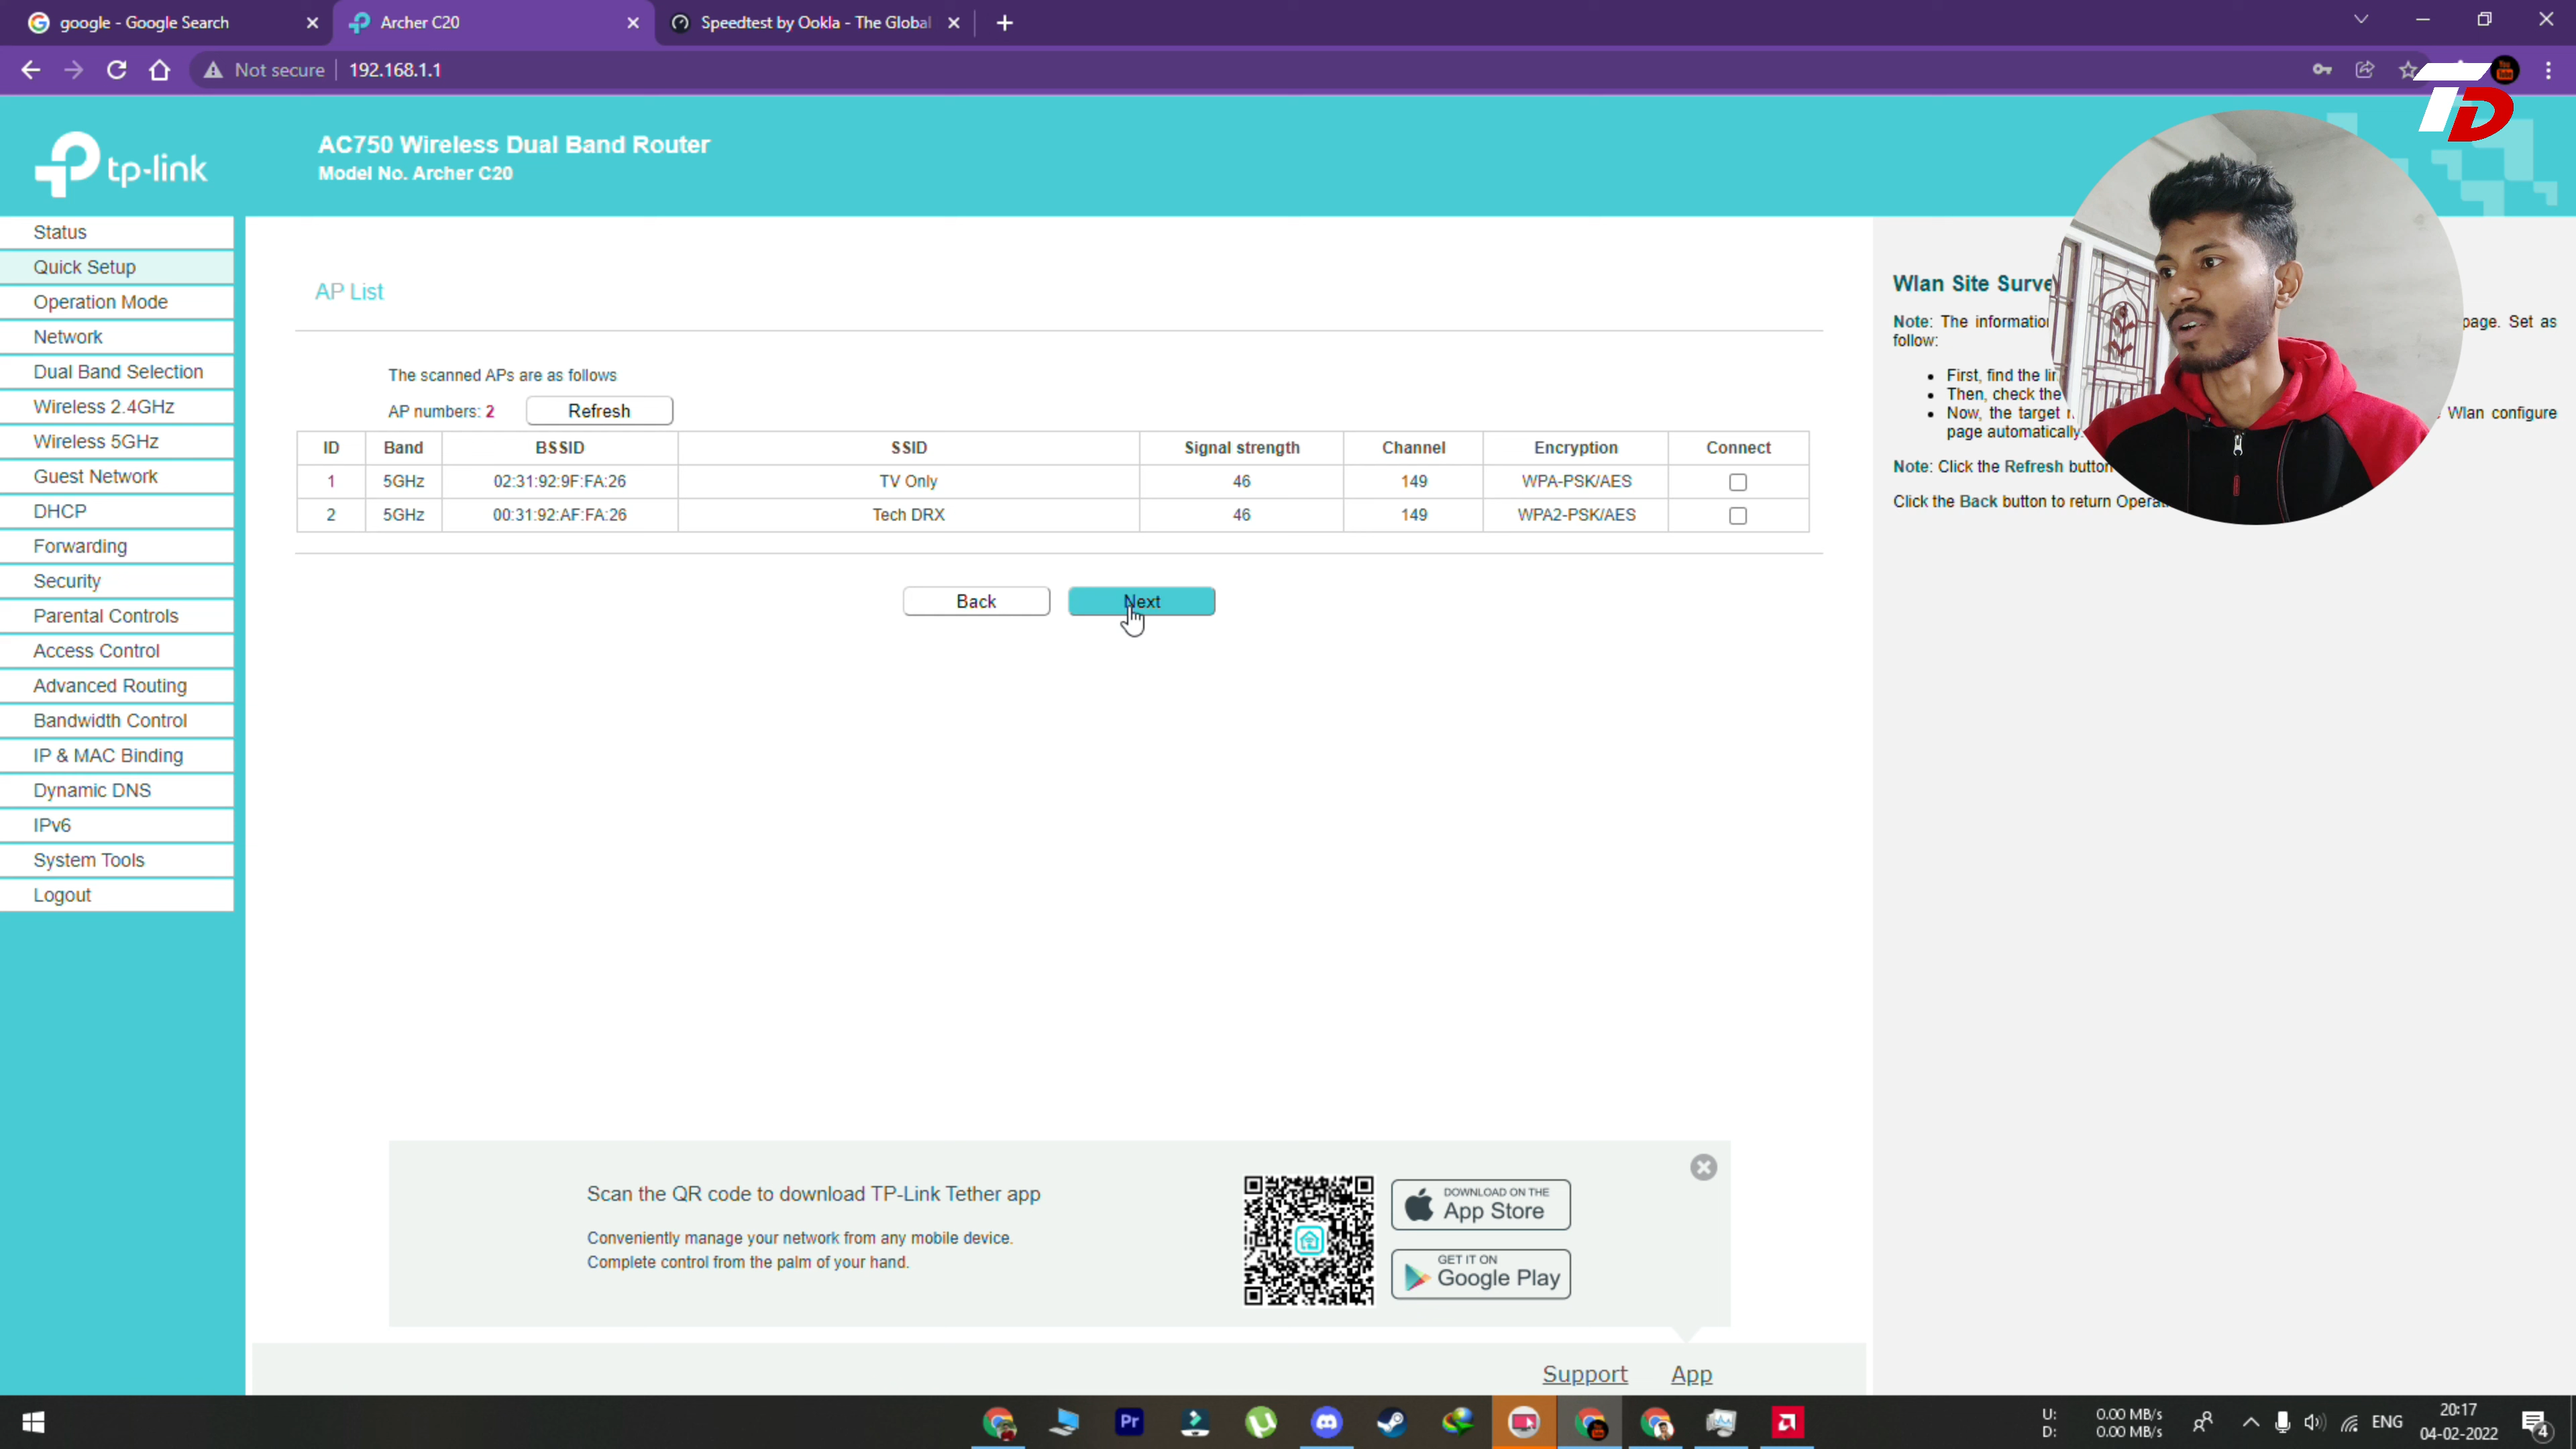 google - Google Search
Archer C20
Speedtest by Ookla - The Global
Not secure
192.168.1.1
TD
tp-link
AC750 Wireless Dual Band Router
Model No. Archer C20
Status
Quick Setup
Operation Mode
Network
Dual Band Selection
Wireless 2.4GHz
Wireless 5GHz
Guest Network
DHCP
Forwarding
Security
Parental Controls
Access Control
Advanced Routing
Bandwidth Control
IP & MAC Binding
Dynamic DNS
IPv6
System Tools
Logout
AP List
The scanned APs are as follows
AP numbers: 2 Refresh
ID Band BSSID SSID Signal strength Channel Encryption Connect
1 5GHz 02:31:92:9F:FA:26 TV Only 46 149 WPA-PSK/AES
2 5GHz 00:31:92:AF:FA:26 Tech DRX 46 149 WPA2-PSK/AES
Back Next
Wlan Site
Note: The page. Set as
follow:
First, find the
Then, check the
Now, the target Wlan configure
page automatically.
Note: Click the Refresh button
Click the Back button to return
Scan the QR code to download TP-Link Tether app
Conveniently manage your network from any mobile device.
Complete control from the palm of your hand.
DOWNLOAD ON THE
App Store
GET IT ON
Google Play
Support App
Pr
U: 0.00 MB/s
D: 0.00 MB/s
ENG
20:17
04-02-2022
4